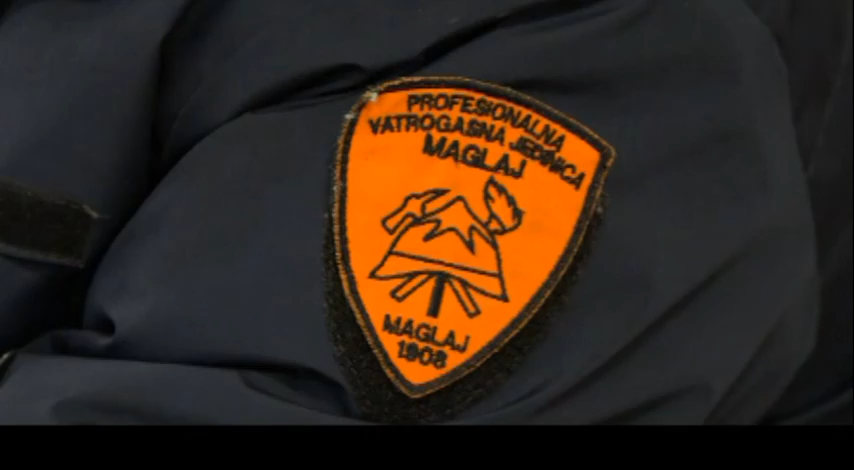 PROFESIONALNA
VATROGASNA JEDINICA
MAGLAJ
MAGLAJ
1908